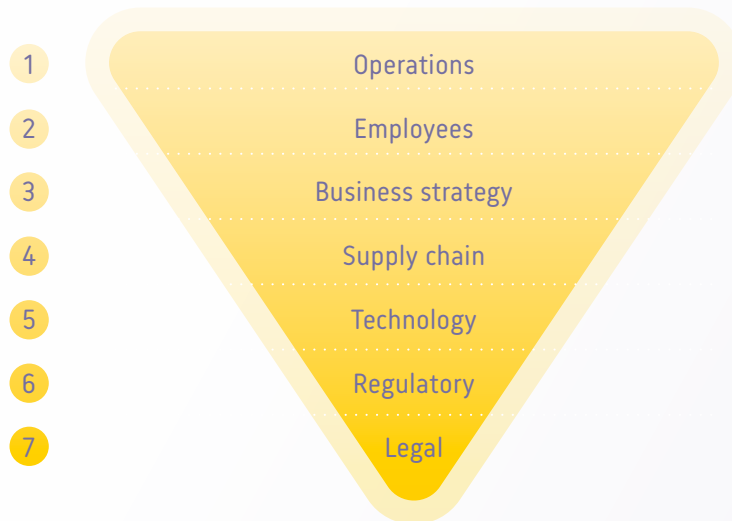 1 Operations
2 Employees
3 Business strategy
4 Supply chain
5 Technology
6 Regulatory
7 Legal